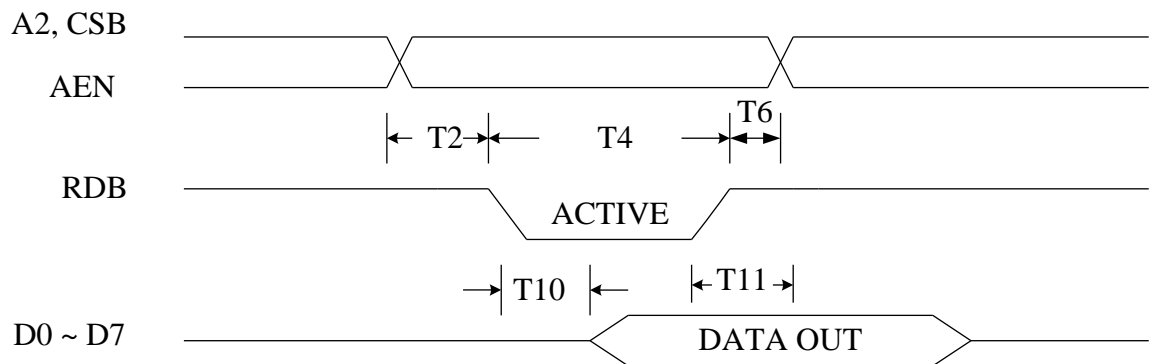 A2, CSB
AEN
T2
T4
T6
RDB
ACTIVE
T10
T11
D0 ~ D7
DATA OUT